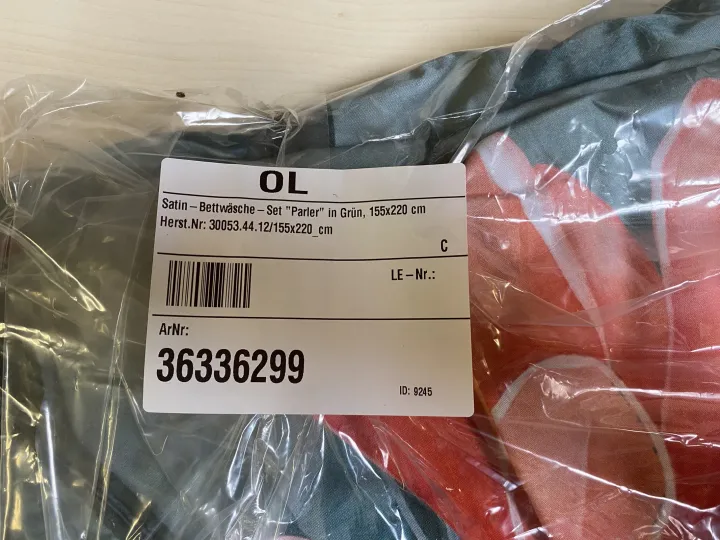 OL
Satin – Bettwäsche – Set "Parler" in Grün, 155x220 cm
Herst.Nr: 30053.44.12/155x220_cm
C
LE – Nr.:
ArNr:
36336299
ID: 9245